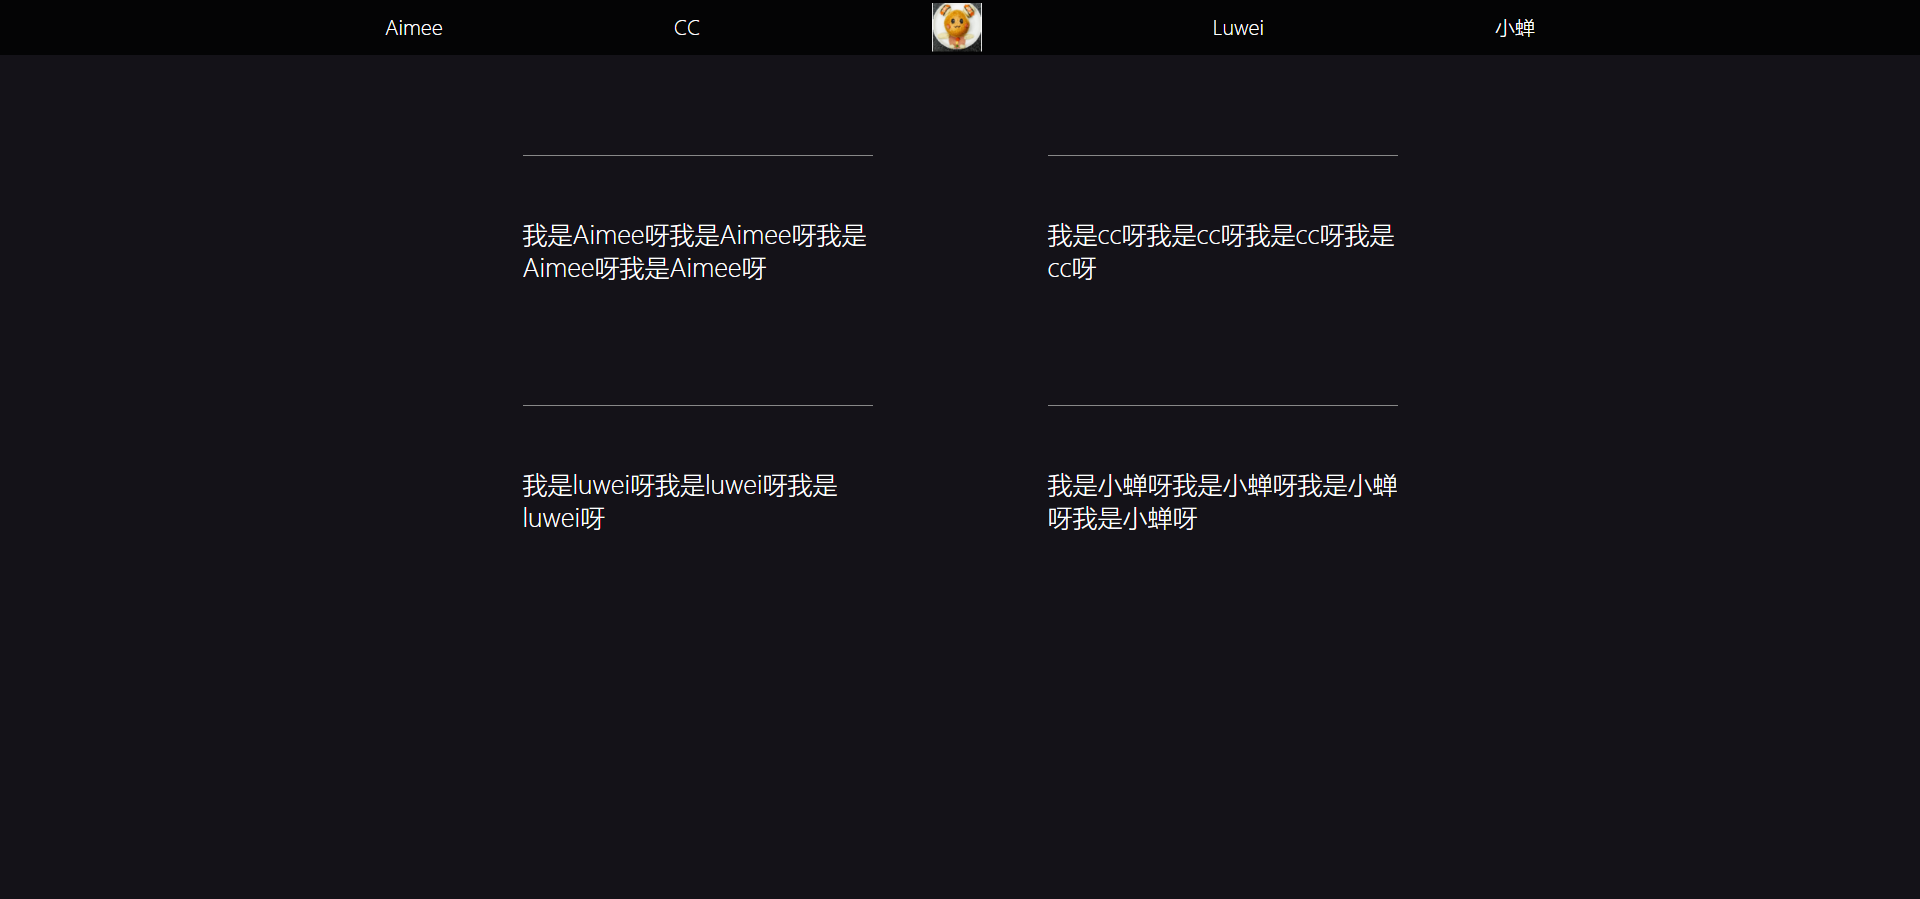 Aimee
CC
Luwei
小蝉
我是Aimee呀我是Aimee呀我是
Aimee呀我是Aimee呀
我是cc呀我是cc呀我是cc呀我是
cc呀
我是luwei呀我是luwei呀我是
luwei呀
我是小蝉呀我是小蝉呀我是小蝉
呀我是小蝉呀